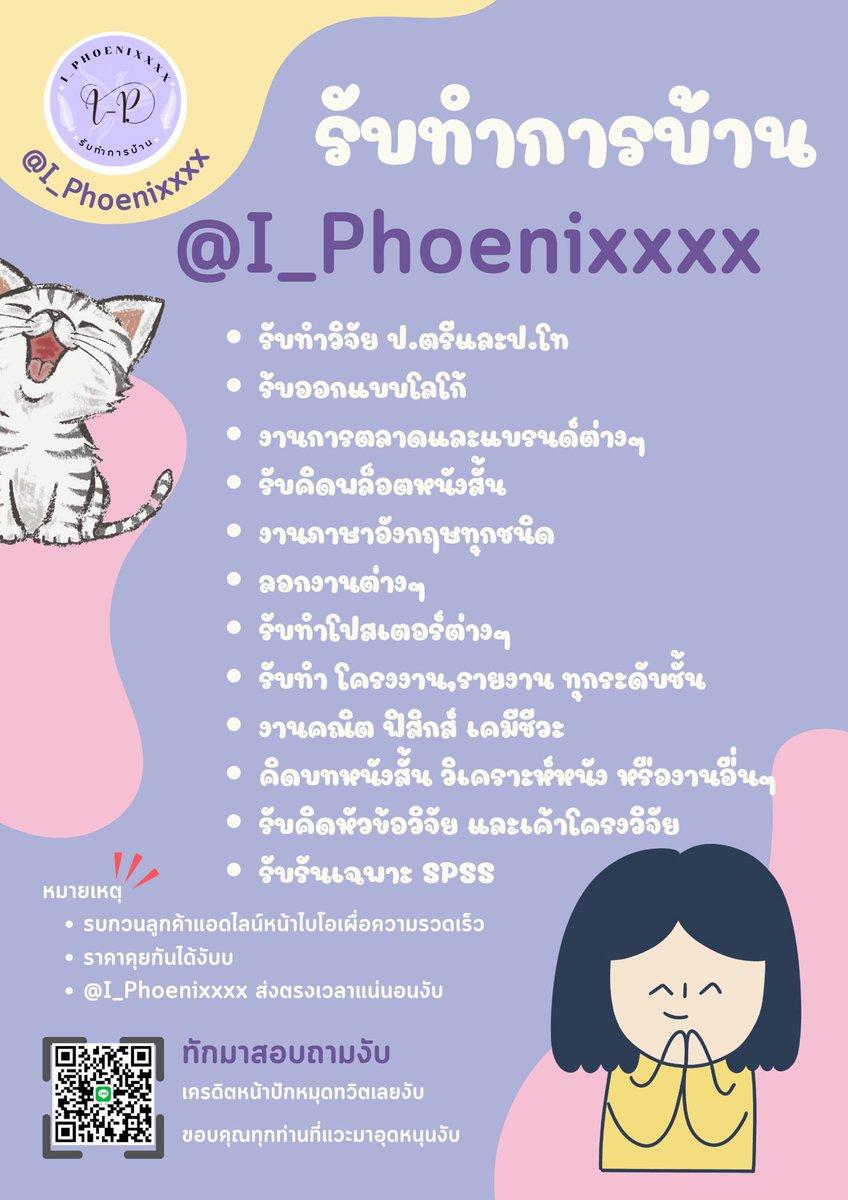 I_PHOENIXXXX
I-P
รับทำการบ้าน
@I_Phoenixxxx
รับทำการบ้าน
@I_Phoenixxxx
รับทำวิจัย ป.ตรีและป.โท
รับออกแบบโลโก้
งานการตลาดและแบรนด์ต่างๆ
รับคิดพล็อตหนังสั้น
งานภาษาอังกฤษทุกชนิด
ลอกงานต่างๆ
รับทำโปสเตอร์ต่างๆ
รับทำ โครงงาน,รายงาน ทุกระดับชั้น
งานคณิต ฟิสิกส์ เคมีชีวะ
คิดบทหนังสั้น วิเคราะห์หนัง หรืองานอื่นๆ
รับคิดหัวข้อวิจัย และเค้าโครงวิจัย
รับรันเฉพาะ SPSS
หมายเหตุ
รบกวนลูกค้าแอดไลน์หน้าไบโอเผื่อความรวดเร็ว
ราคาคุยกันได้งับบ
@I_Phoenixxxx ส่งตรงเวลาแน่นอนงับ
ทักมาสอบถามงับ
เครดิตหน้าปักหมุดทวิตเลยงับ
ขอบคุณทุกท่านที่แวะมาอุดหนุนงับ